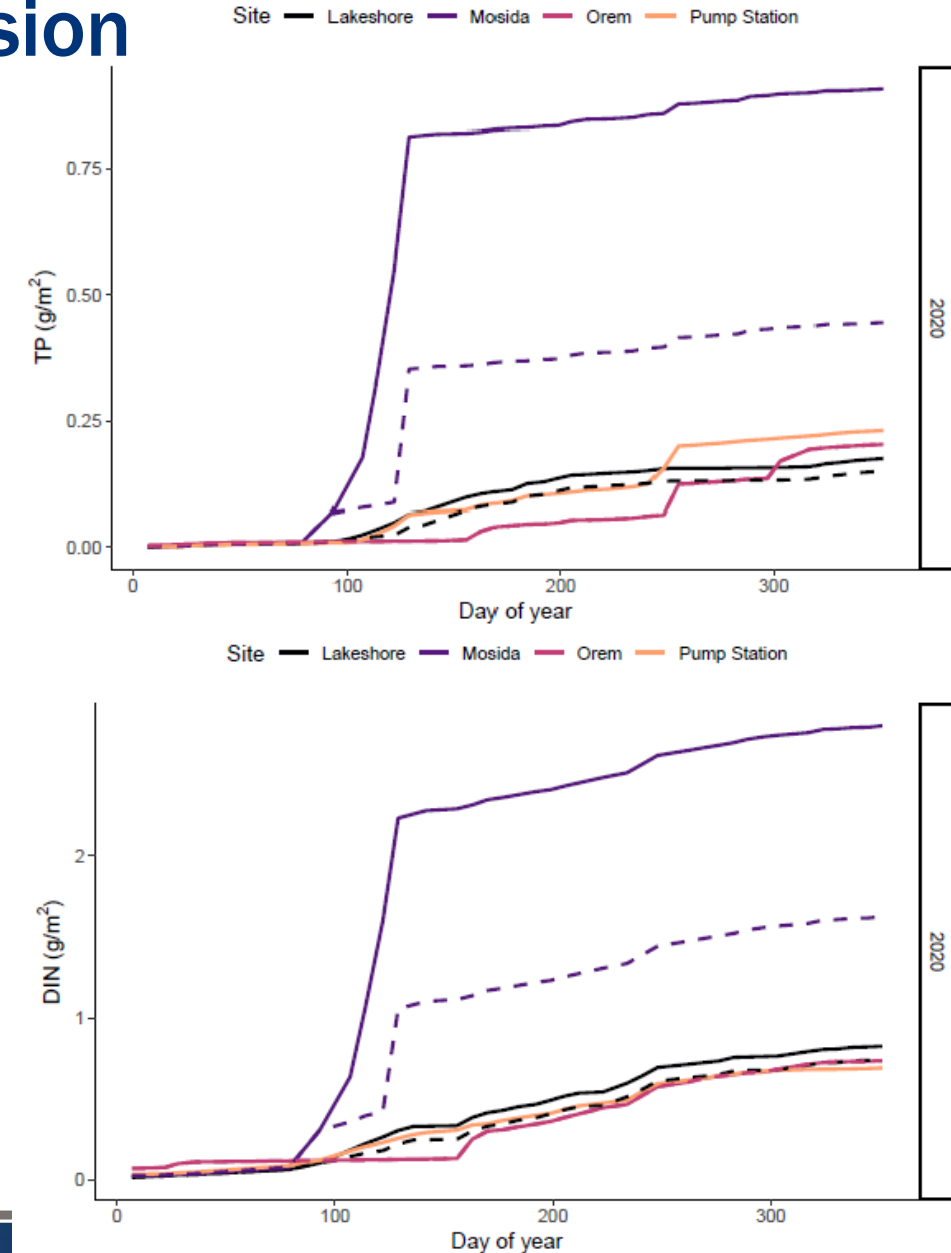 sion
Site Lakeshore Mosida Orem Pump Station
0.75
0.50
0.25
0.00
TP (g/m²)
0 100 200 300
Day of year
2020
Site Lakeshore Mosida Orem Pump Station
2
1
0
DIN (g/m²)
0 100 200 300
Day of year
2020